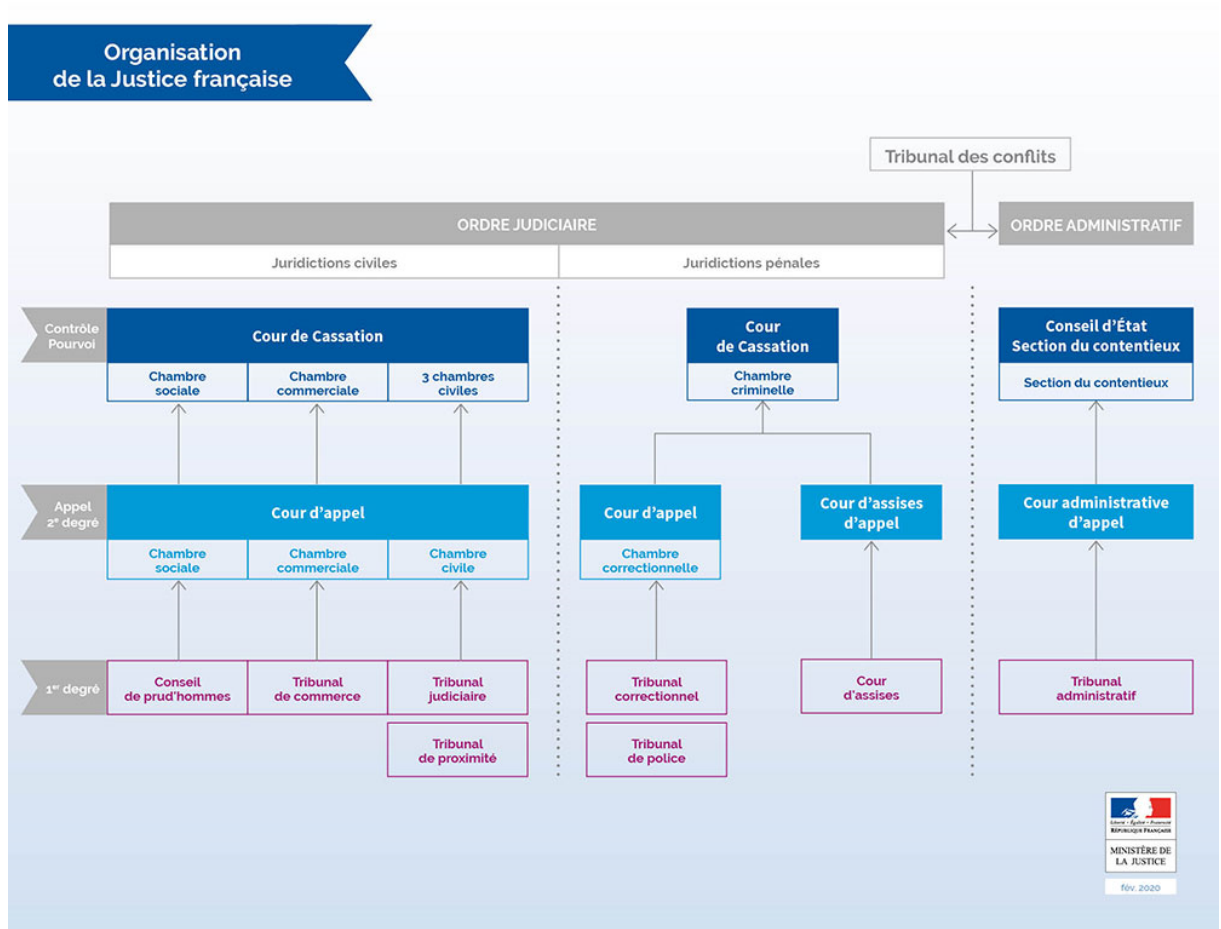 Organisation
de la Justice française
Tribunal des conflits
ORDRE JUDICIAIRE
ORDRE ADMINISTRATIF
Juridictions civiles
Juridictions pénales
Contrôle
Pourvoi
Cour de Cassation
Cour
de Cassation
Conseil d'État
Section du contentieux
Chambre
sociale
Chambre
commerciale
3 chambres
civiles
Chambre
criminelle
Section du contentieux
Appel
2e degré
Cour d'appel
Cour d'appel
Cour d'assises
d'appel
Cour administrative
d'appel
Chambre
sociale
Chambre
commerciale
Chambre
civile
Chambre
correctionnelle
1er degré
Conseil
de prud'hommes
Tribunal
de commerce
Tribunal
judiciaire
Tribunal
correctionnel
Cour
d'assises
Tribunal
administratif
Tribunal
de proximité
Tribunal
de police
Liberté • Égalité • Fraternité
RÉPUBLIQUE FRANÇAISE
MINISTÈRE DE
LA JUSTICE
fév. 2020